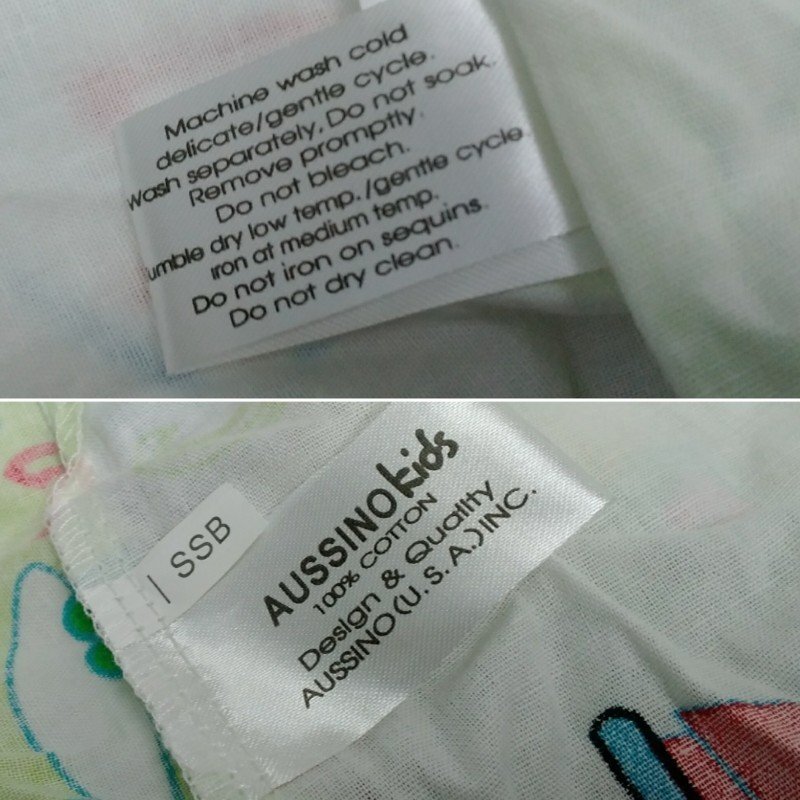 Machine wash cold
delicate/gentle cycle.
Wash separately, Do not soak.
Remove promptly.
Do not bleach.
umble dry low temp./gentle cycle
iron at medium temp.
Do not iron on sequins.
Do not dry clean.
SSB
AUSSINO kids
100% COTTON
Design & Quality
AUSSINO (U. S. A.) INC.